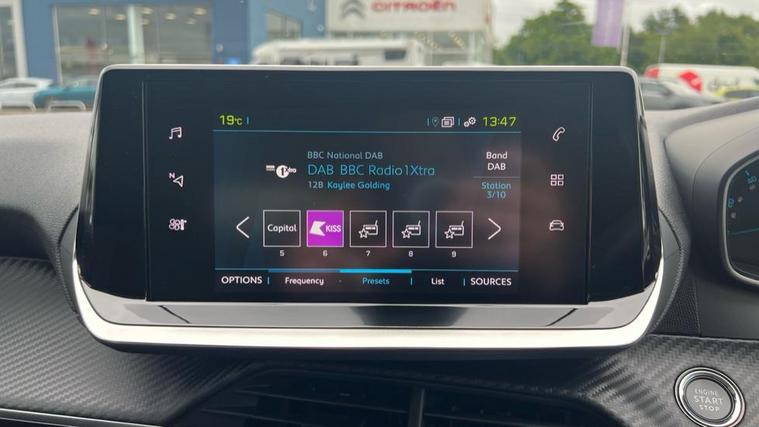 CITROËN
19°C
13:47
BBC National DAB
DAB BBC Radio1Xtra
12B Kaylee Golding
Band
DAB
Station
3/10
1Xtra
Capital
KISS
5 6 7 8 9
OPTIONS Frequency Presets List SOURCES
N
ENGINE
START
STOP